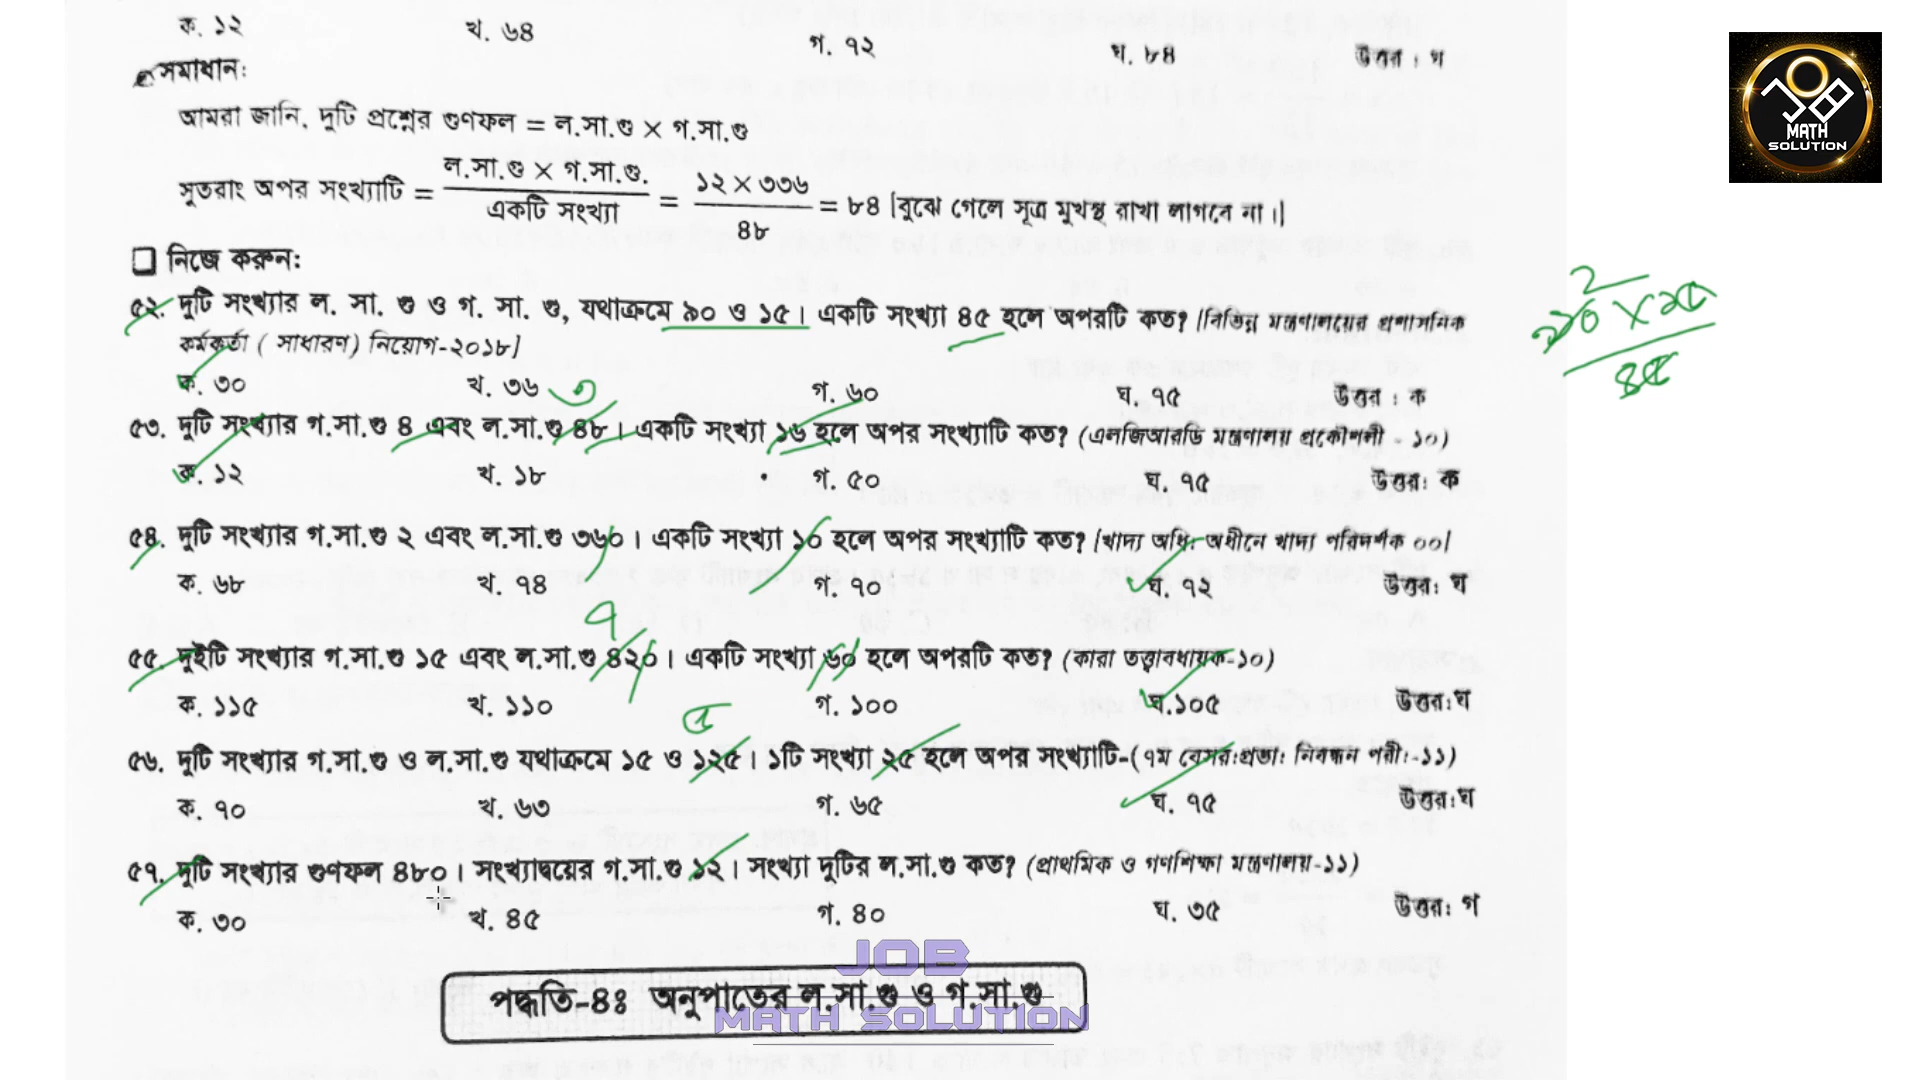 ক. ১২ খ. ৬৪ গ. ৭২ ঘ. ৮৪ উত্তর : ঘ
সমাধান:
আমরা জানি, দুটি প্রশ্নের গুণফল = ল.সা.গু × গ.সা.গু
সুতরাং অপর সংখ্যাটি = ল.সা.গু × গ.সা.গু. / একটি সংখ্যা = ১২ × ৩৩৬ / ৪৮ = ৮৪ [বুঝে গেলে সূত্র মুখস্থ রাখা লাগবে না।]
❑ নিজে করুন:
৫২. দুটি সংখ্যার ল. সা. গু ও গ. সা. গু, যথাক্রমে ৯০ ও ১৫। একটি সংখ্যা ৪৫ হলে অপরটি কত? [বিভিন্ন মন্ত্রণালয়ের প্রশাসনিক
কর্মকর্তা ( সাধারণ) নিয়োগ-২০১৮]
ক. ৩০ খ. ৩৬ গ. ৬০ ঘ. ৭৫ উত্তর : ক
৫৩. দুটি সংখ্যার গ.সা.গু ৪ এবং ল.সা.গু ৪৮। একটি সংখ্যা ১৬ হলে অপর সংখ্যাটি কত? (এলজিআরডি মন্ত্রণালয় প্রকৌশলী - ১০)
ক. ১২ খ. ১৮ গ. ৫০ ঘ. ৭৫ উত্তর: ক
৫৪. দুটি সংখ্যার গ.সা.গু ২ এবং ল.সা.গু ৩৬০। একটি সংখ্যা ১০ হলে অপর সংখ্যাটি কত? [খাদ্য অধি: অধীনে খাদ্য পরিদর্শক ০০]
ক. ৬৮ খ. ৭৪ গ. ৭০ ঘ. ৭২ উত্তর: ঘ
৭
৫৫. দুইটি সংখ্যার গ.সা.গু ১৫ এবং ল.সা.গু ৪২০। একটি সংখ্যা ৬০ হলে অপরটি কত? (কারা তত্ত্বাবধায়ক-১০)
ক. ১১৫ খ. ১১০ গ. ১০০ ঘ.১০৫ উত্তর:ঘ
৫
৫৬. দুটি সংখ্যার গ.সা.গু ও ল.সা.গু যথাক্রমে ১৫ ও ১২৫। ১টি সংখ্যা ২৫ হলে অপর সংখ্যাটি-(৭ম বেসর:প্রভা: নিবন্ধন পরী:-১১)
ক. ৭০ খ. ৬৩ গ. ৬৫ ঘ. ৭৫ উত্তর:ঘ
৫৭. দুটি সংখ্যার গুণফল ৪৮০। সংখ্যাদ্বয়ের গ.সা.গু ১২। সংখ্যা দুটির ল.সা.গু কত? (প্রাথমিক ও গণশিক্ষা মন্ত্রণালয়-১১)
ক. ৩০ খ. ৪৫ গ. ৪০ ঘ. ৩৫ উত্তর: গ
পদ্ধতি-৪ঃ অনুপাতের ল.সা.গু ও গ.সা.গু
JOB
MATH SOLUTION
MATH
SOLUTION
২
৯০ × ১৫
৪৫